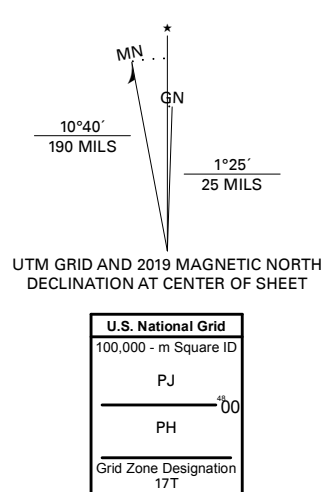 ★
MN
GN
10°40´
190 MILS
1°25´
25 MILS
UTM GRID AND 2019 MAGNETIC NORTH
DECLINATION AT CENTER OF SHEET
U.S. National Grid
100,000 - m Square ID
PJ
4800
PH
Grid Zone Designation
17T